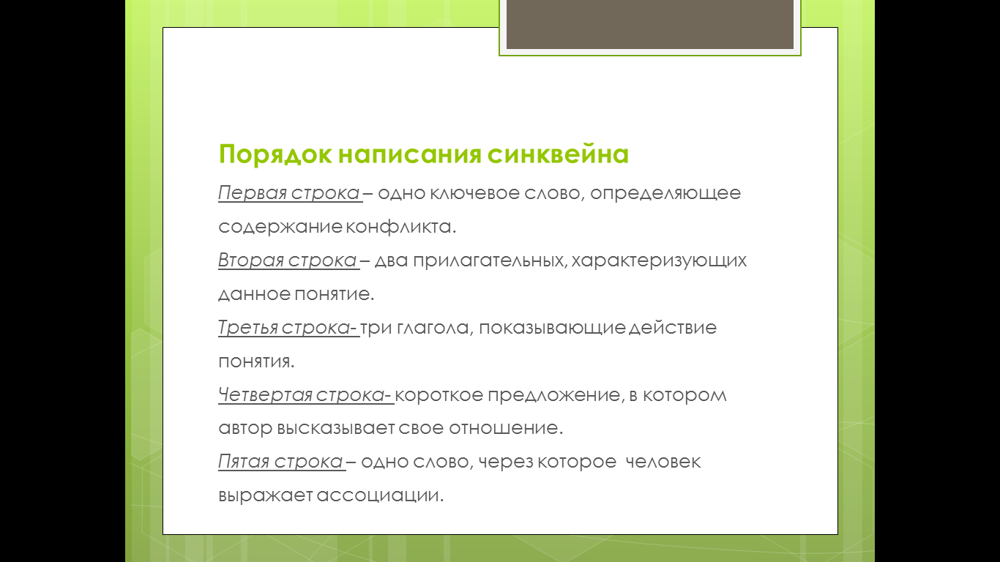 Порядок написания синквейна
Первая строка – одно ключевое слово, определяющее
содержание конфликта.
Вторая строка – два прилагательных, характеризующих
данное понятие.
Третья строка- три глагола, показывающие действие
понятия.
Четвертая строка- короткое предложение, в котором
автор высказывает свое отношение.
Пятая строка – одно слово, через которое человек
выражает ассоциации.